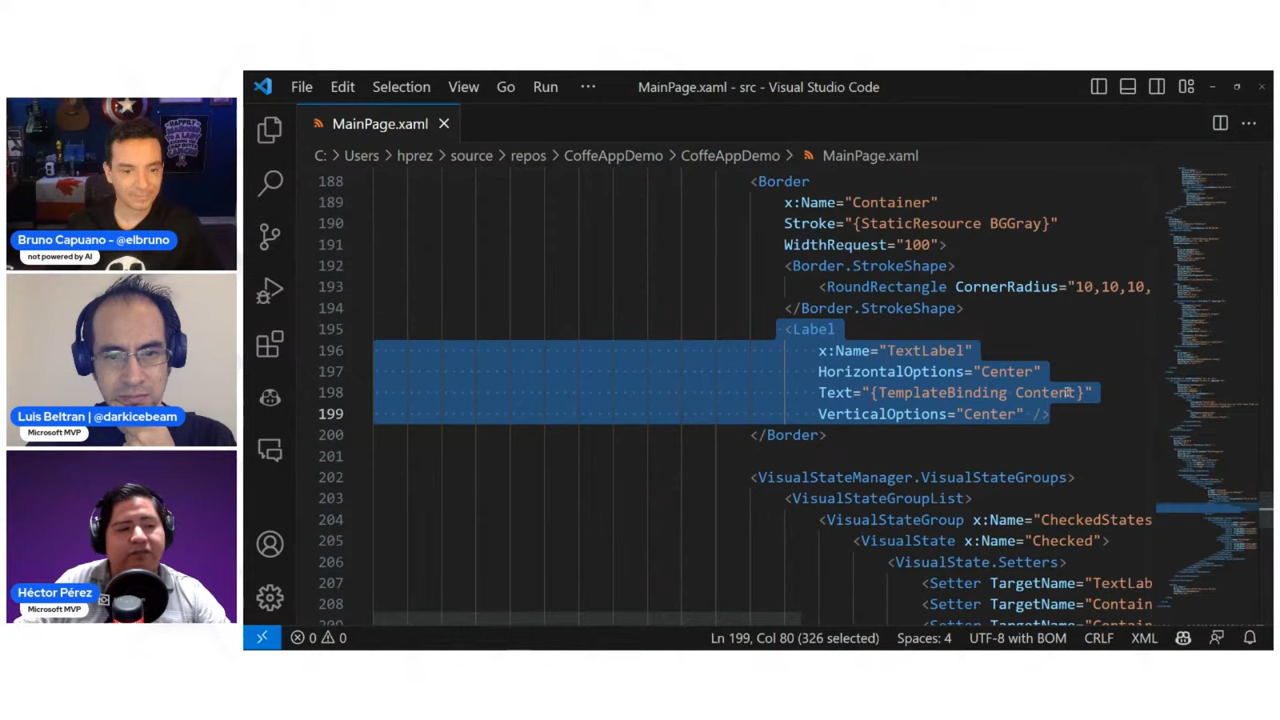 Bruno Capuano - @elbruno
not powered by AI
Luis Beltran | @darkicebeam
Microsoft MVP
Héctor Pérez
Microsoft MVP
File Edit Selection View Go Run ··· MainPage.xaml - src - Visual Studio Code
MainPage.xaml
C: > Users > hprez > source > repos > CoffeAppDemo > CoffeAppDemo > MainPage.xaml
188 <Border
189 x:Name="Container"
190 Stroke="{StaticResource BGGray}"
191 WidthRequest="100">
192 <Border.StrokeShape>
193 <RoundRectangle CornerRadius="10,10,10,
194 </Border.StrokeShape>
195 <Label
196 x:Name="TextLabel"
197 HorizontalOptions="Center"
198 Text="{TemplateBinding Content}"
199 VerticalOptions="Center" />
200 </Border>
201
202 <VisualStateManager.VisualStateGroups>
203 <VisualStateGroupList>
204 <VisualStateGroup x:Name="CheckedStates
205 <VisualState x:Name="Checked">
206 <VisualState.Setters>
207 <Setter TargetName="TextLab
208 <Setter TargetName="Contain
<Setter TargetName="Contain
0 0 Ln 199, Col 80 (326 selected) Spaces: 4 UTF-8 with BOM CRLF XML